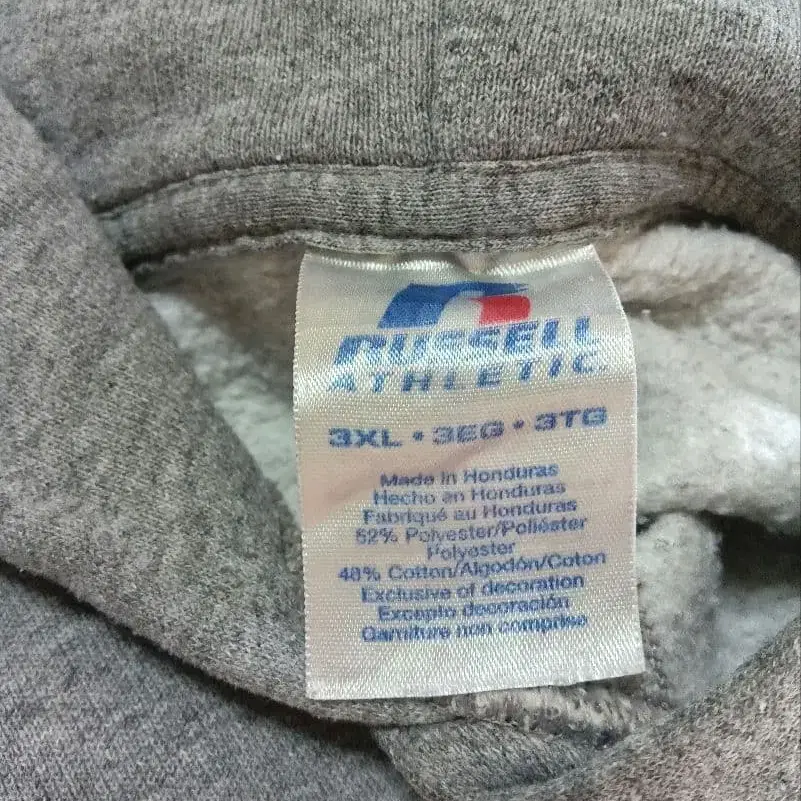 RUSSELL
ATHLETIC
3XL • 3EG • 3TG
Made in Honduras
Hecho en Honduras
Fabriqué au Honduras
52% Polyester/Poliéster
Polyester
48% Cotton/Algodón/Coton
Exclusive of decoration
Excepto decoración
Garniture non comprise